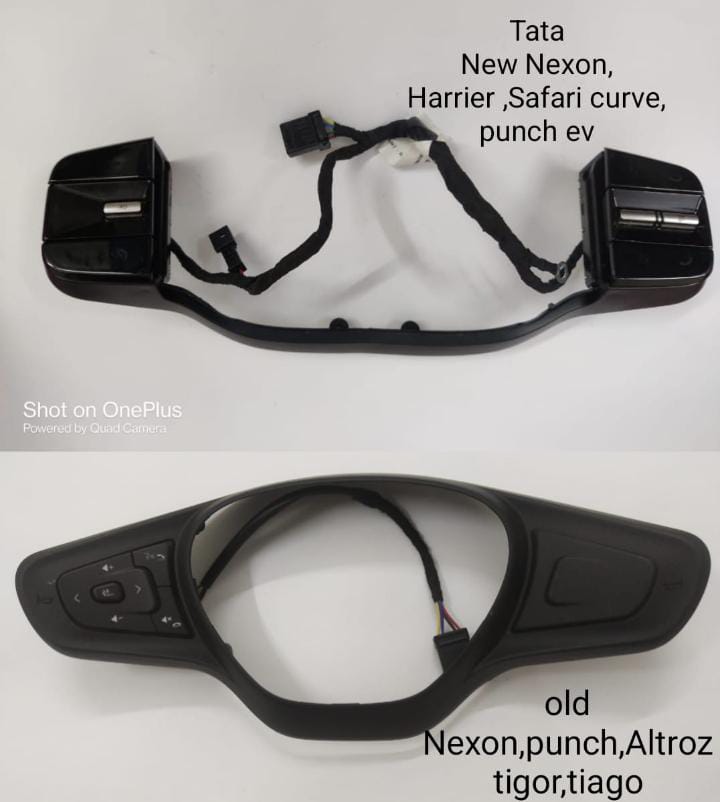 Tata
New Nexon,
Harrier ,Safari curve,
punch ev
Shot on OnePlus
Powered by Quad Camera
old
Nexon,punch,Altroz
tigor,tiago